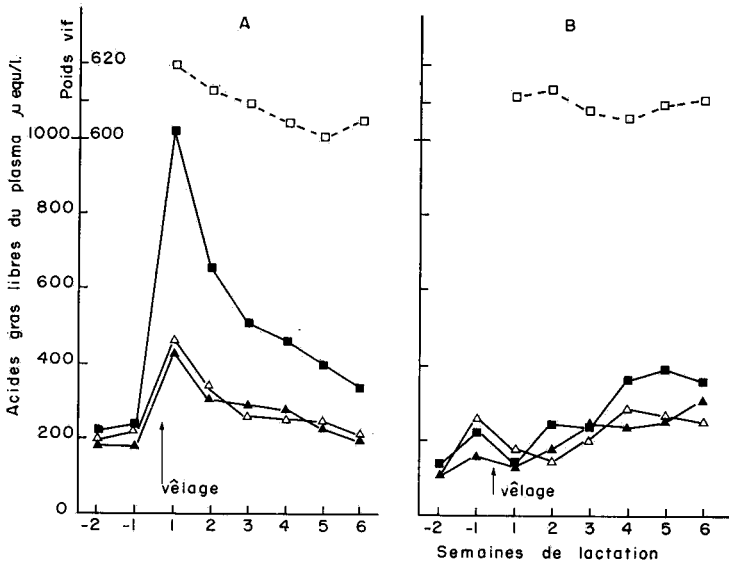 A
B
Poids vif
620
600
Acides gras libres du plasma µ equ/l.
1000
800
600
400
200
0
vêlage
vêlage
-2 -1 1 2 3 4 5 6
-2 -1 1 2 3 4 5 6
Semaines de lactation